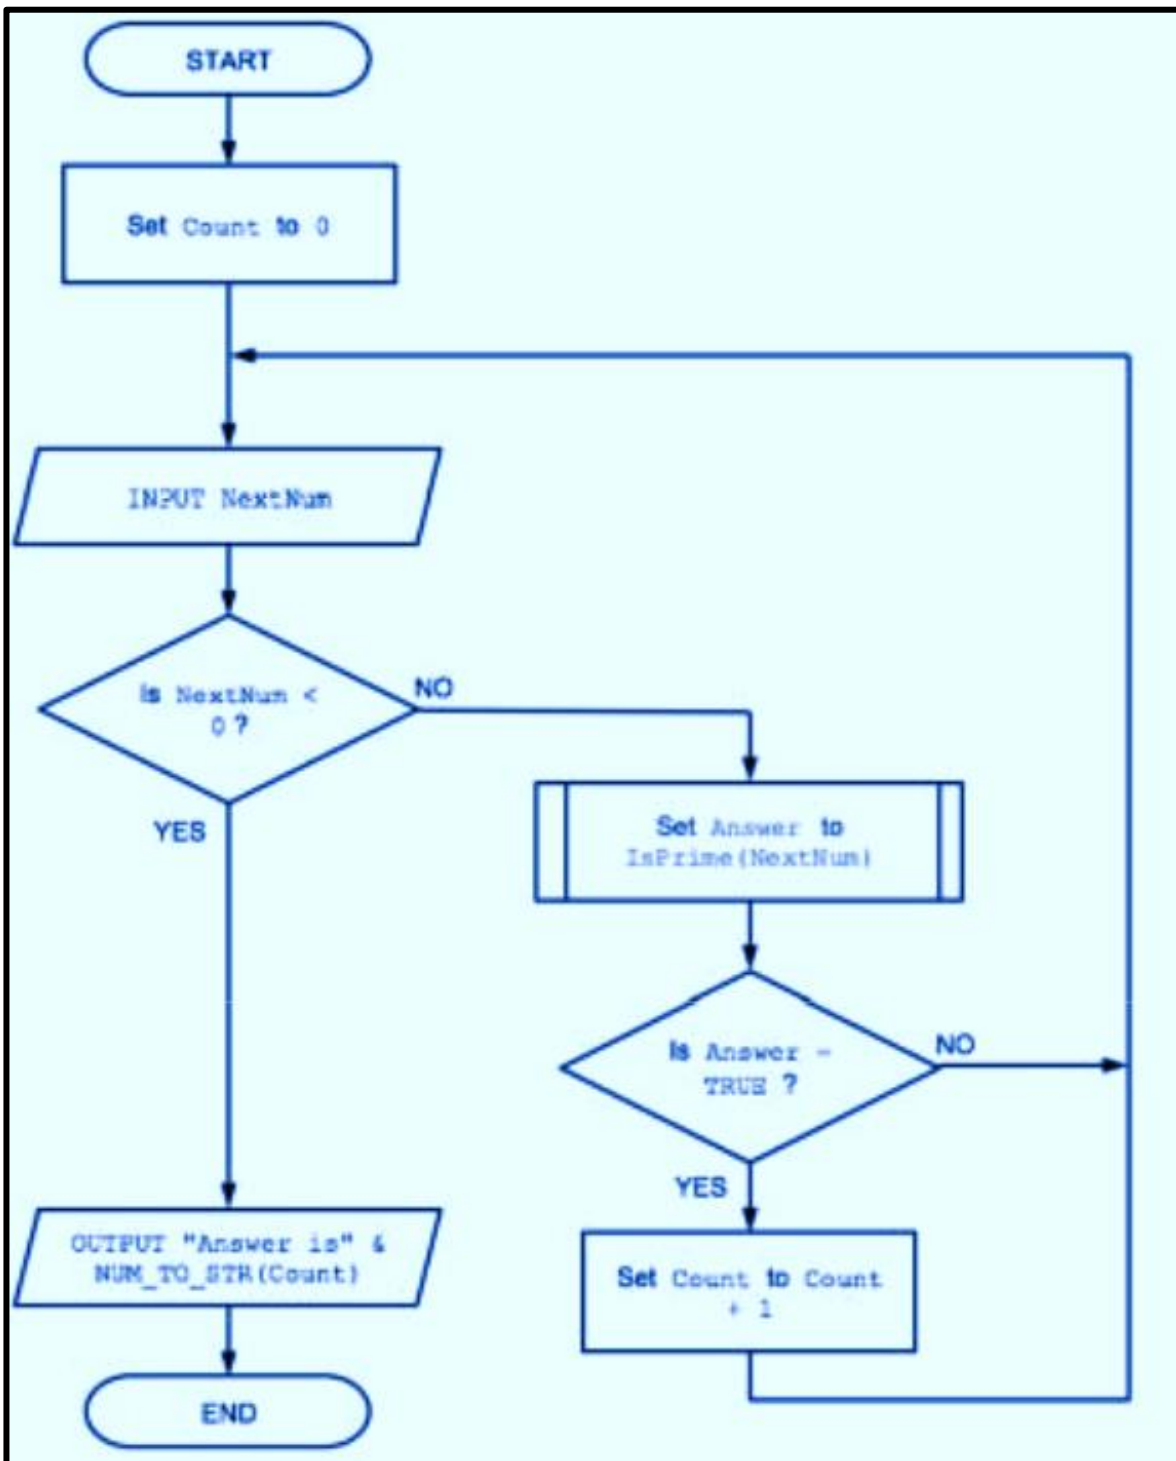 START
Set Count to 0
INPUT NextNum
Is NextNum <
0 ?
NO
YES
Set Answer to
IsPrime(NextNum)
Is Answer =
TRUE ?
NO
YES
Set Count to Count
+ 1
OUTPUT "Answer is" &
NUM_TO_STR(Count)
END